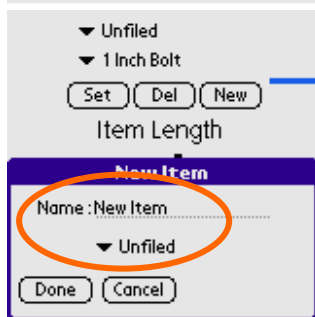 Unfiled
1 Inch Bolt
Set Del New
Item Length
New Item
Name: New Item
Unfiled
Done Cancel